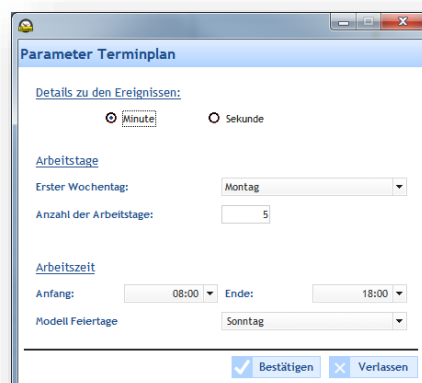 Parameter Terminplan
Details zu den Ereignissen:
Minute Sekunde
Arbeitstage
Erster Wochentag: Montag
Anzahl der Arbeitstage: 5
Arbeitszeit
Anfang: 08:00 Ende: 18:00
Modell Feiertage Sonntag
Bestätigen Verlassen